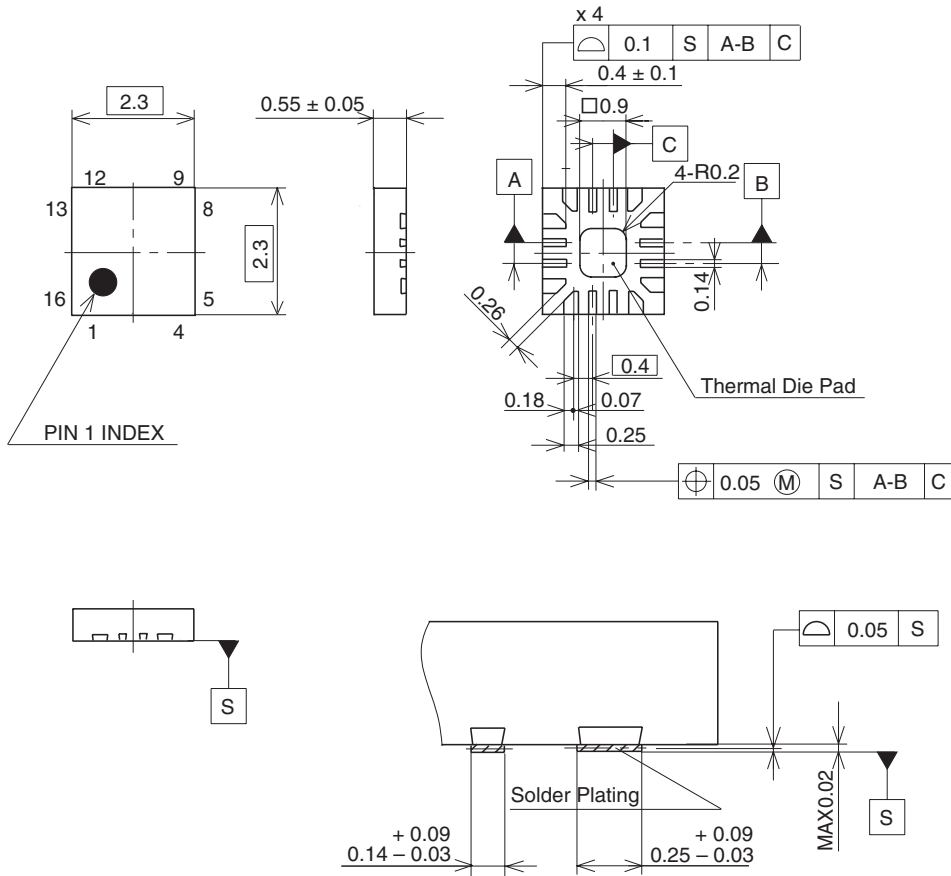 x 4
⌓ 0.1 S A-B C
0.4 ± 0.1
2.3
0.55 ± 0.05
□0.9
C
4-R0.2
A
B
12 9
13 8
2.3
16 5
1 4
PIN 1 INDEX
0.14
0.26
0.4
Thermal Die Pad
0.18
0.07
0.25
⌖ 0.05 Ⓜ S A-B C
S
⌓ 0.05 S
Solder Plating
MAX0.02
S
+ 0.09
0.14 – 0.03
+ 0.09
0.25 – 0.03